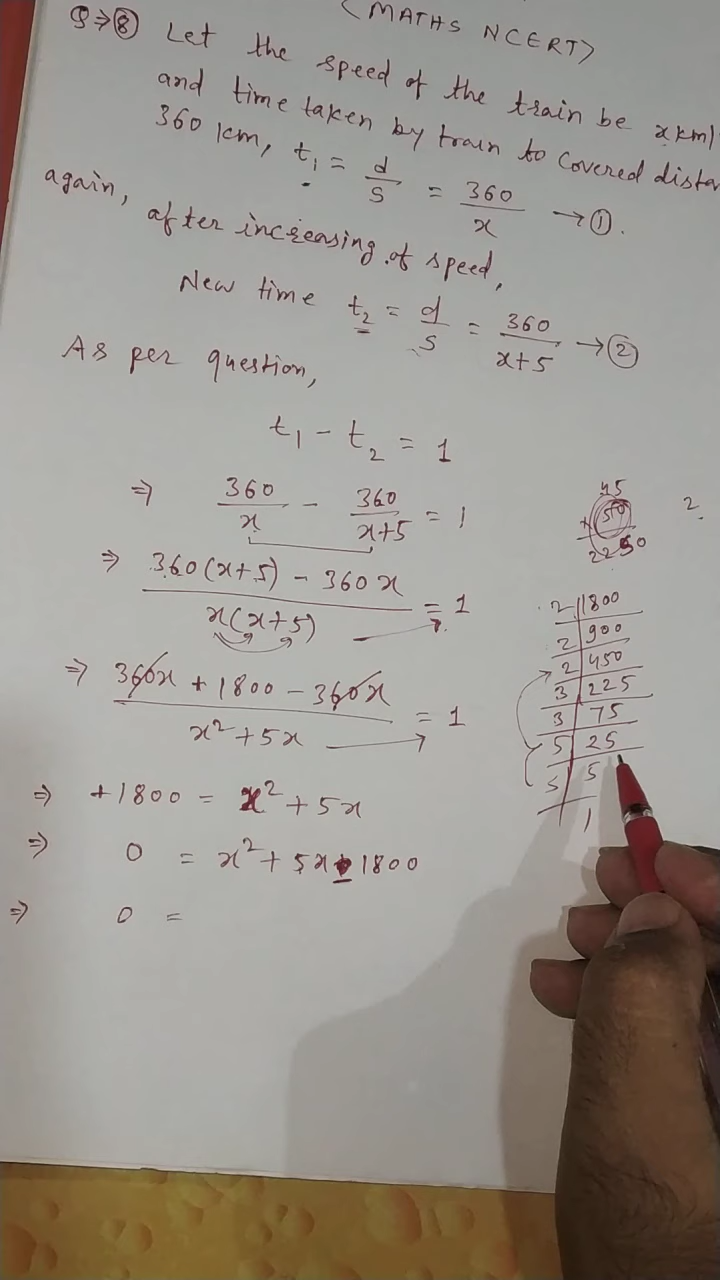 <MATHS NCERT>
Q⇒⑧ Let the speed of the train be x km/
and time taken by train to covered distan
360 km, t₁ = d/s = 360/x → ①.
again, after increasing of speed,
New time t₂ = d/s = 360/x+5 → ②
As per question,
t₁ - t₂ = 1
⇒ 360/x - 360/x+5 = 1
⇒ 360(x+5) - 360x / x(x+5) = 1
⇒ 360x + 1800 - 360x / x² + 5x = 1
⇒ +1800 = x² + 5x
⇒ 0 = x² + 5x - 1800
⇒ 0 =
45
2.
2 | 1800
2 | 900
2 | 450
3 | 225
3 | 75
5 | 25
5 | 5
1